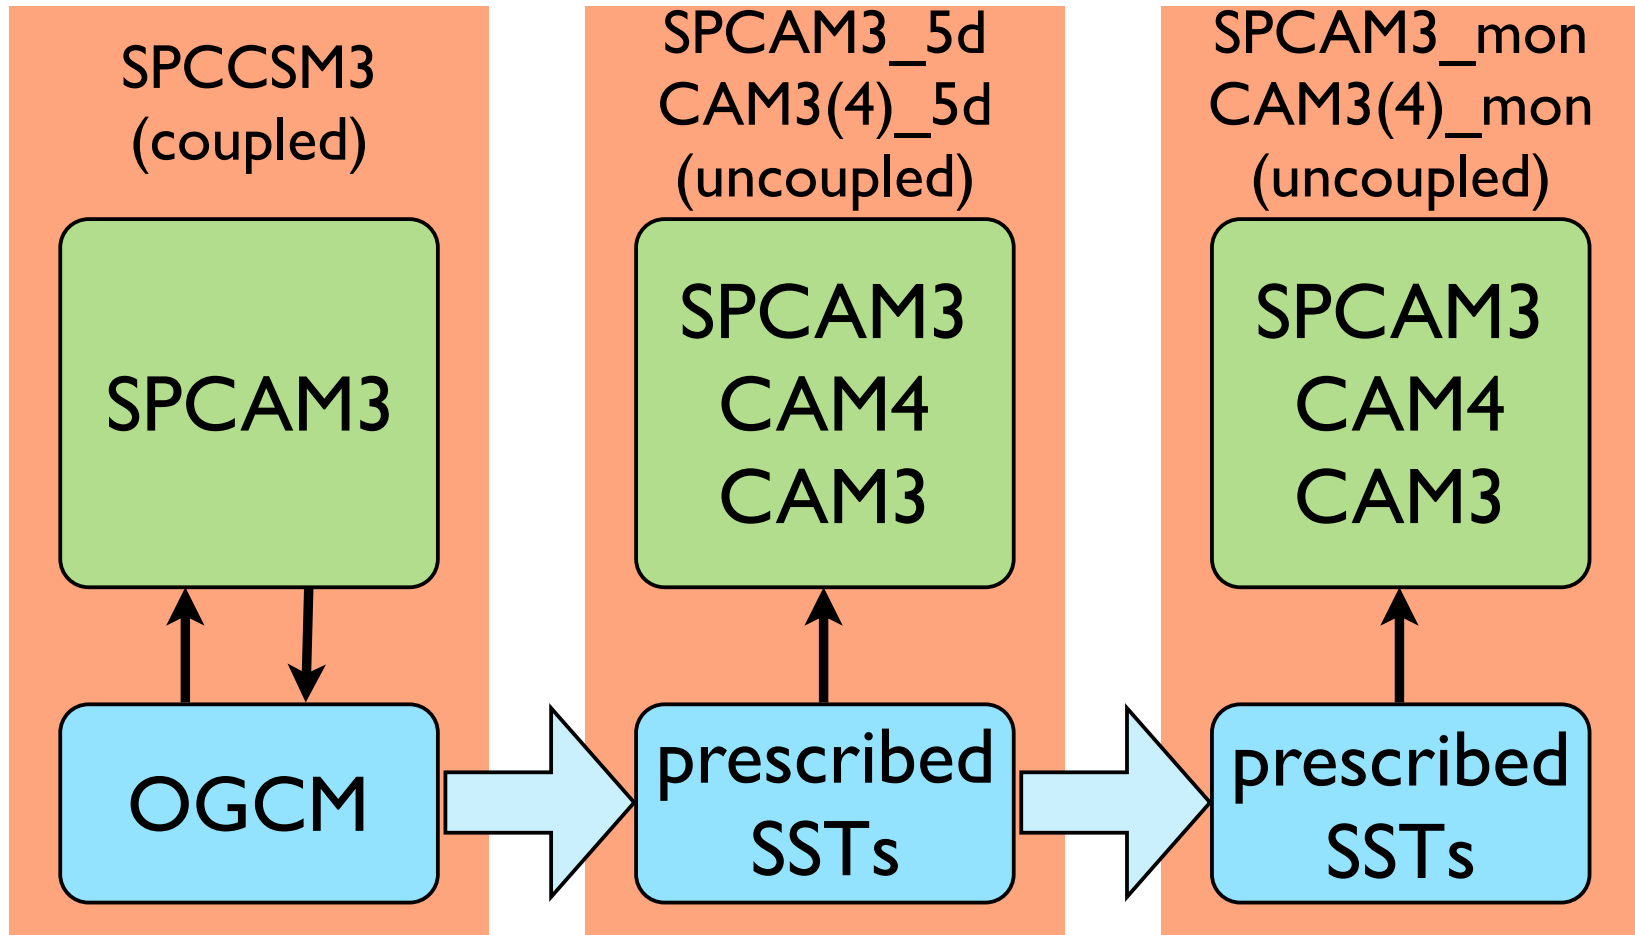 SPCCSM3
(coupled)
SPCAM3
OGCM
SPCAM3_5d
CAM3(4)_5d
(uncoupled)
SPCAM3
CAM4
CAM3
prescribed
SSTs
SPCAM3_mon
CAM3(4)_mon
(uncoupled)
SPCAM3
CAM4
CAM3
prescribed
SSTs